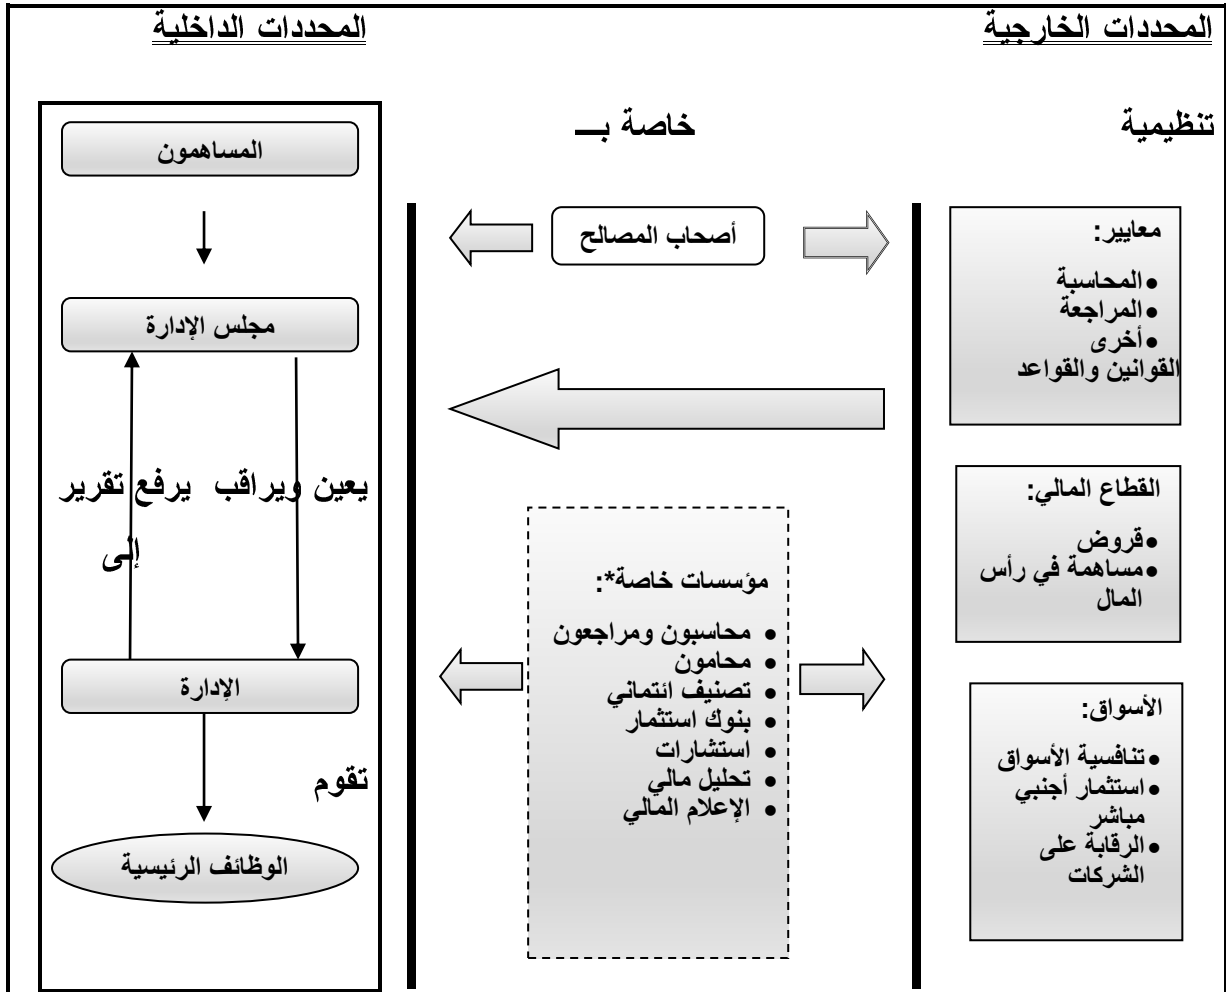 المحددات الخارجية
المحددات الداخلية
تنظيمية
خاصة بـــ
معايير:
•المحاسبة
•المراجعة
•أخرى
القوانين والقواعد
القطاع المالي:
•قروض
•مساهمة في رأس
المال
الأسواق:
•تنافسية الأسواق
•استثمار أجنبي
مباشر
•الرقابة على
الشركات
أصحاب المصالح
مؤسسات خاصة*:
• محاسبون ومراجعون
• محامون
• تصنيف ائتماني
• بنوك استثمار
• استشارات
• تحليل مالي
• الإعلام المالي
المساهمون
مجلس الإدارة
يعين ويراقب
يرفع تقرير
إلى
الإدارة
تقوم
الوظائف الرئيسية